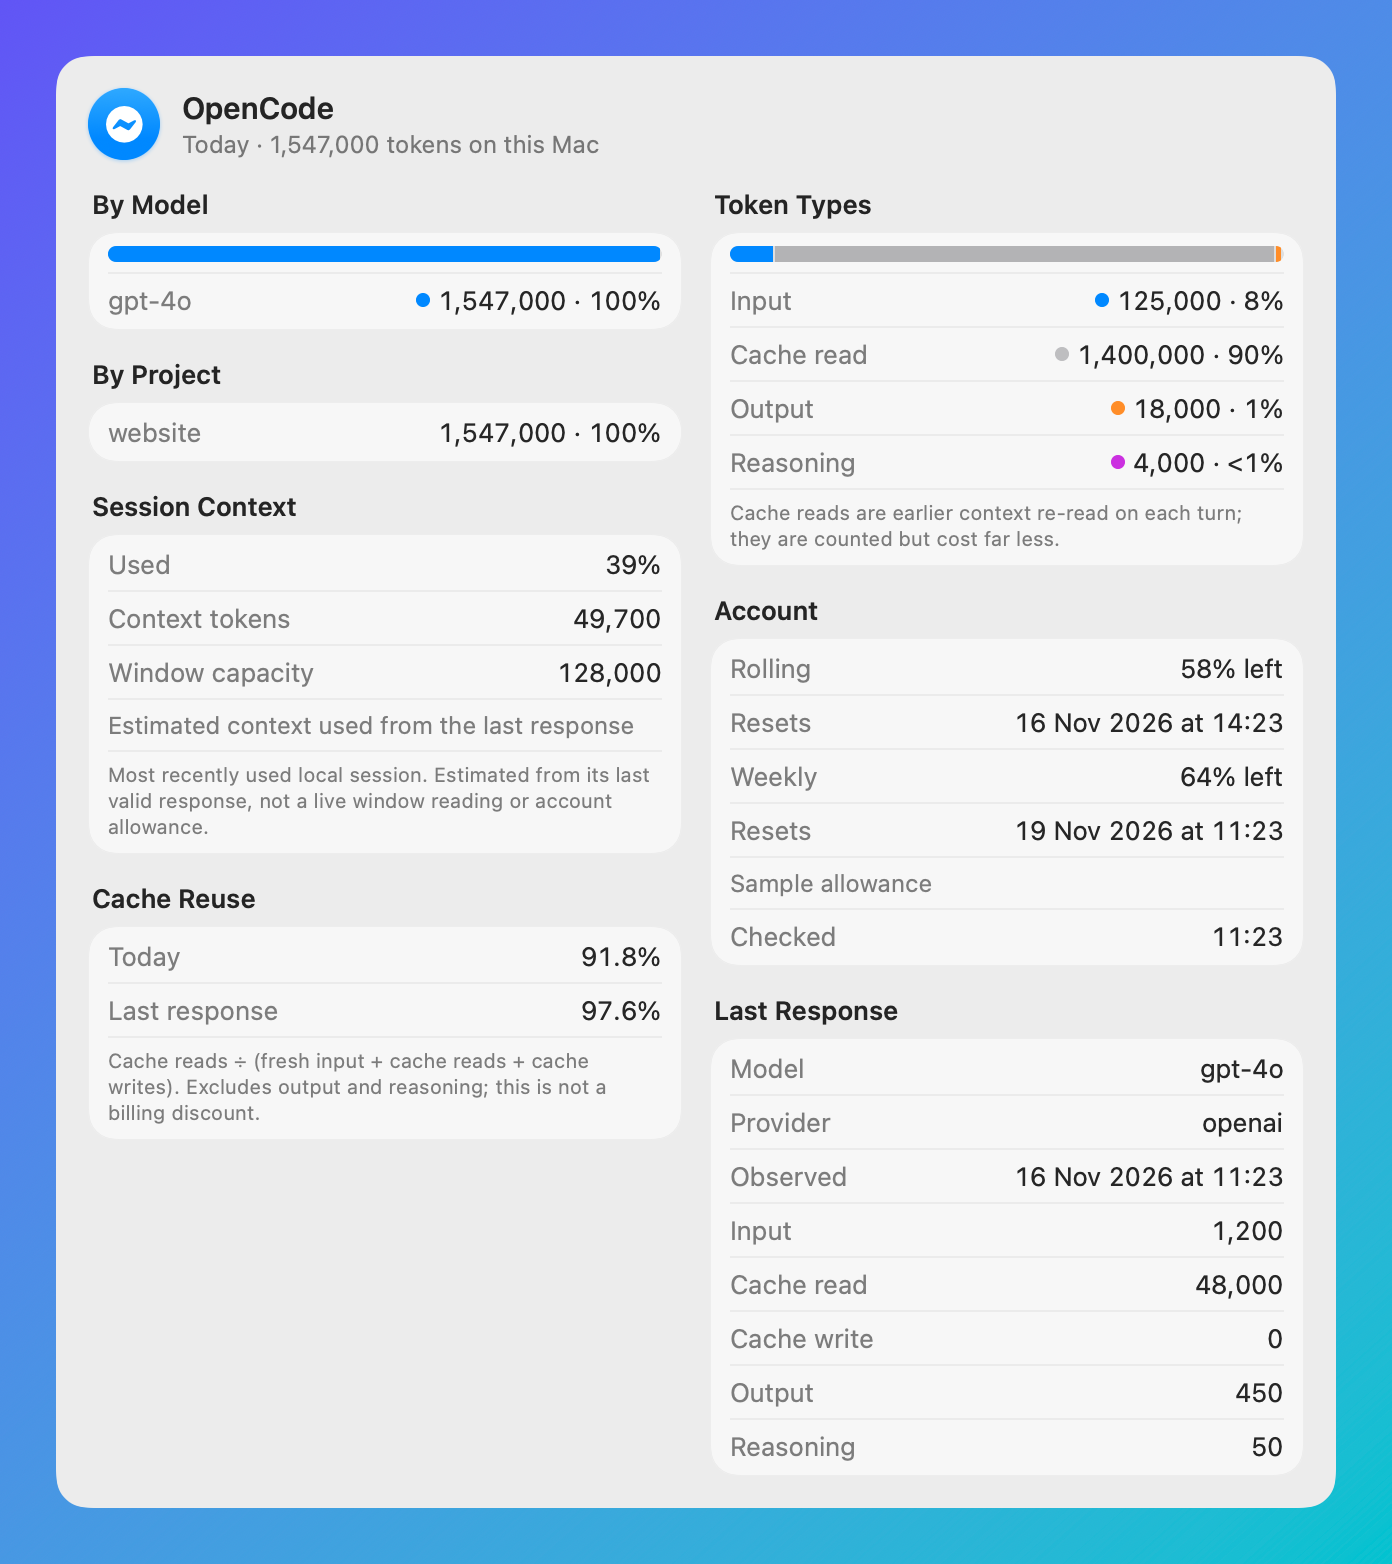 OpenCode
Today · 1,547,000 tokens on this Mac
By Model
gpt-4o 1,547,000 · 100%
By Project
website 1,547,000 · 100%
Session Context
Used 39%
Context tokens 49,700
Window capacity 128,000
Estimated context used from the last response
Most recently used local session. Estimated from its last
valid response, not a live window reading or account
allowance.
Cache Reuse
Today 91.8%
Last response 97.6%
Cache reads ÷ (fresh input + cache reads + cache
writes). Excludes output and reasoning; this is not a
billing discount.
Token Types
Input 125,000 · 8%
Cache read 1,400,000 · 90%
Output 18,000 · 1%
Reasoning 4,000 · <1%
Cache reads are earlier context re-read on each turn;
they are counted but cost far less.
Account
Rolling 58% left
Resets 16 Nov 2026 at 14:23
Weekly 64% left
Resets 19 Nov 2026 at 11:23
Sample allowance
Checked 11:23
Last Response
Model gpt-4o
Provider openai
Observed 16 Nov 2026 at 11:23
Input 1,200
Cache read 48,000
Cache write 0
Output 450
Reasoning 50